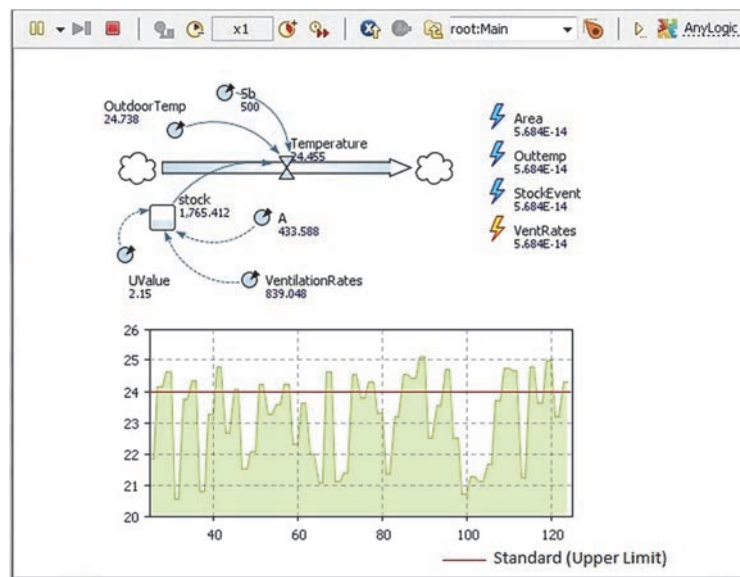 x1 root:Main AnyLogic
Sb
500
OutdoorTemp
24.738
Temperature
24.455
Area
5.684E-14
Outtemp
5.684E-14
StockEvent
5.684E-14
VentRates
5.684E-14
stock
1,765.412
A
433.588
UValue
2.15
VentilationRates
839.048
26
25
24
23
22
21
20
40 60 80 100 120
Standard (Upper Limit)